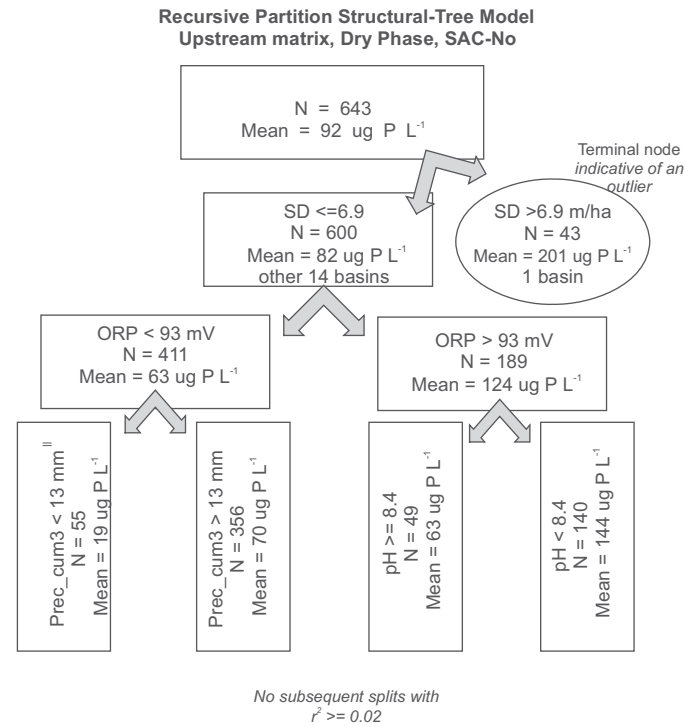 Recursive Partition Structural-Tree Model
Upstream matrix, Dry Phase, SAC-No
N = 643
Mean = 92 ug P L⁻¹
Terminal node
indicative of an
outlier
SD <=6.9
N = 600
Mean = 82 ug P L⁻¹
other 14 basins
SD >6.9 m/ha
N = 43
Mean = 201 ug P L⁻¹
1 basin
ORP < 93 mV
N = 411
Mean = 63 ug P L⁻¹
ORP > 93 mV
N = 189
Mean = 124 ug P L⁻¹
Prec_cum3 < 13 mm ||
N = 55
Mean = 19 ug P L⁻¹
Prec_cum3 > 13 mm
N = 356
Mean = 70 ug P L⁻¹
pH >= 8.4
N = 49
Mean = 63 ug P L⁻¹
pH < 8.4
N = 140
Mean = 144 ug P L⁻¹
No subsequent splits with
r² >= 0.02